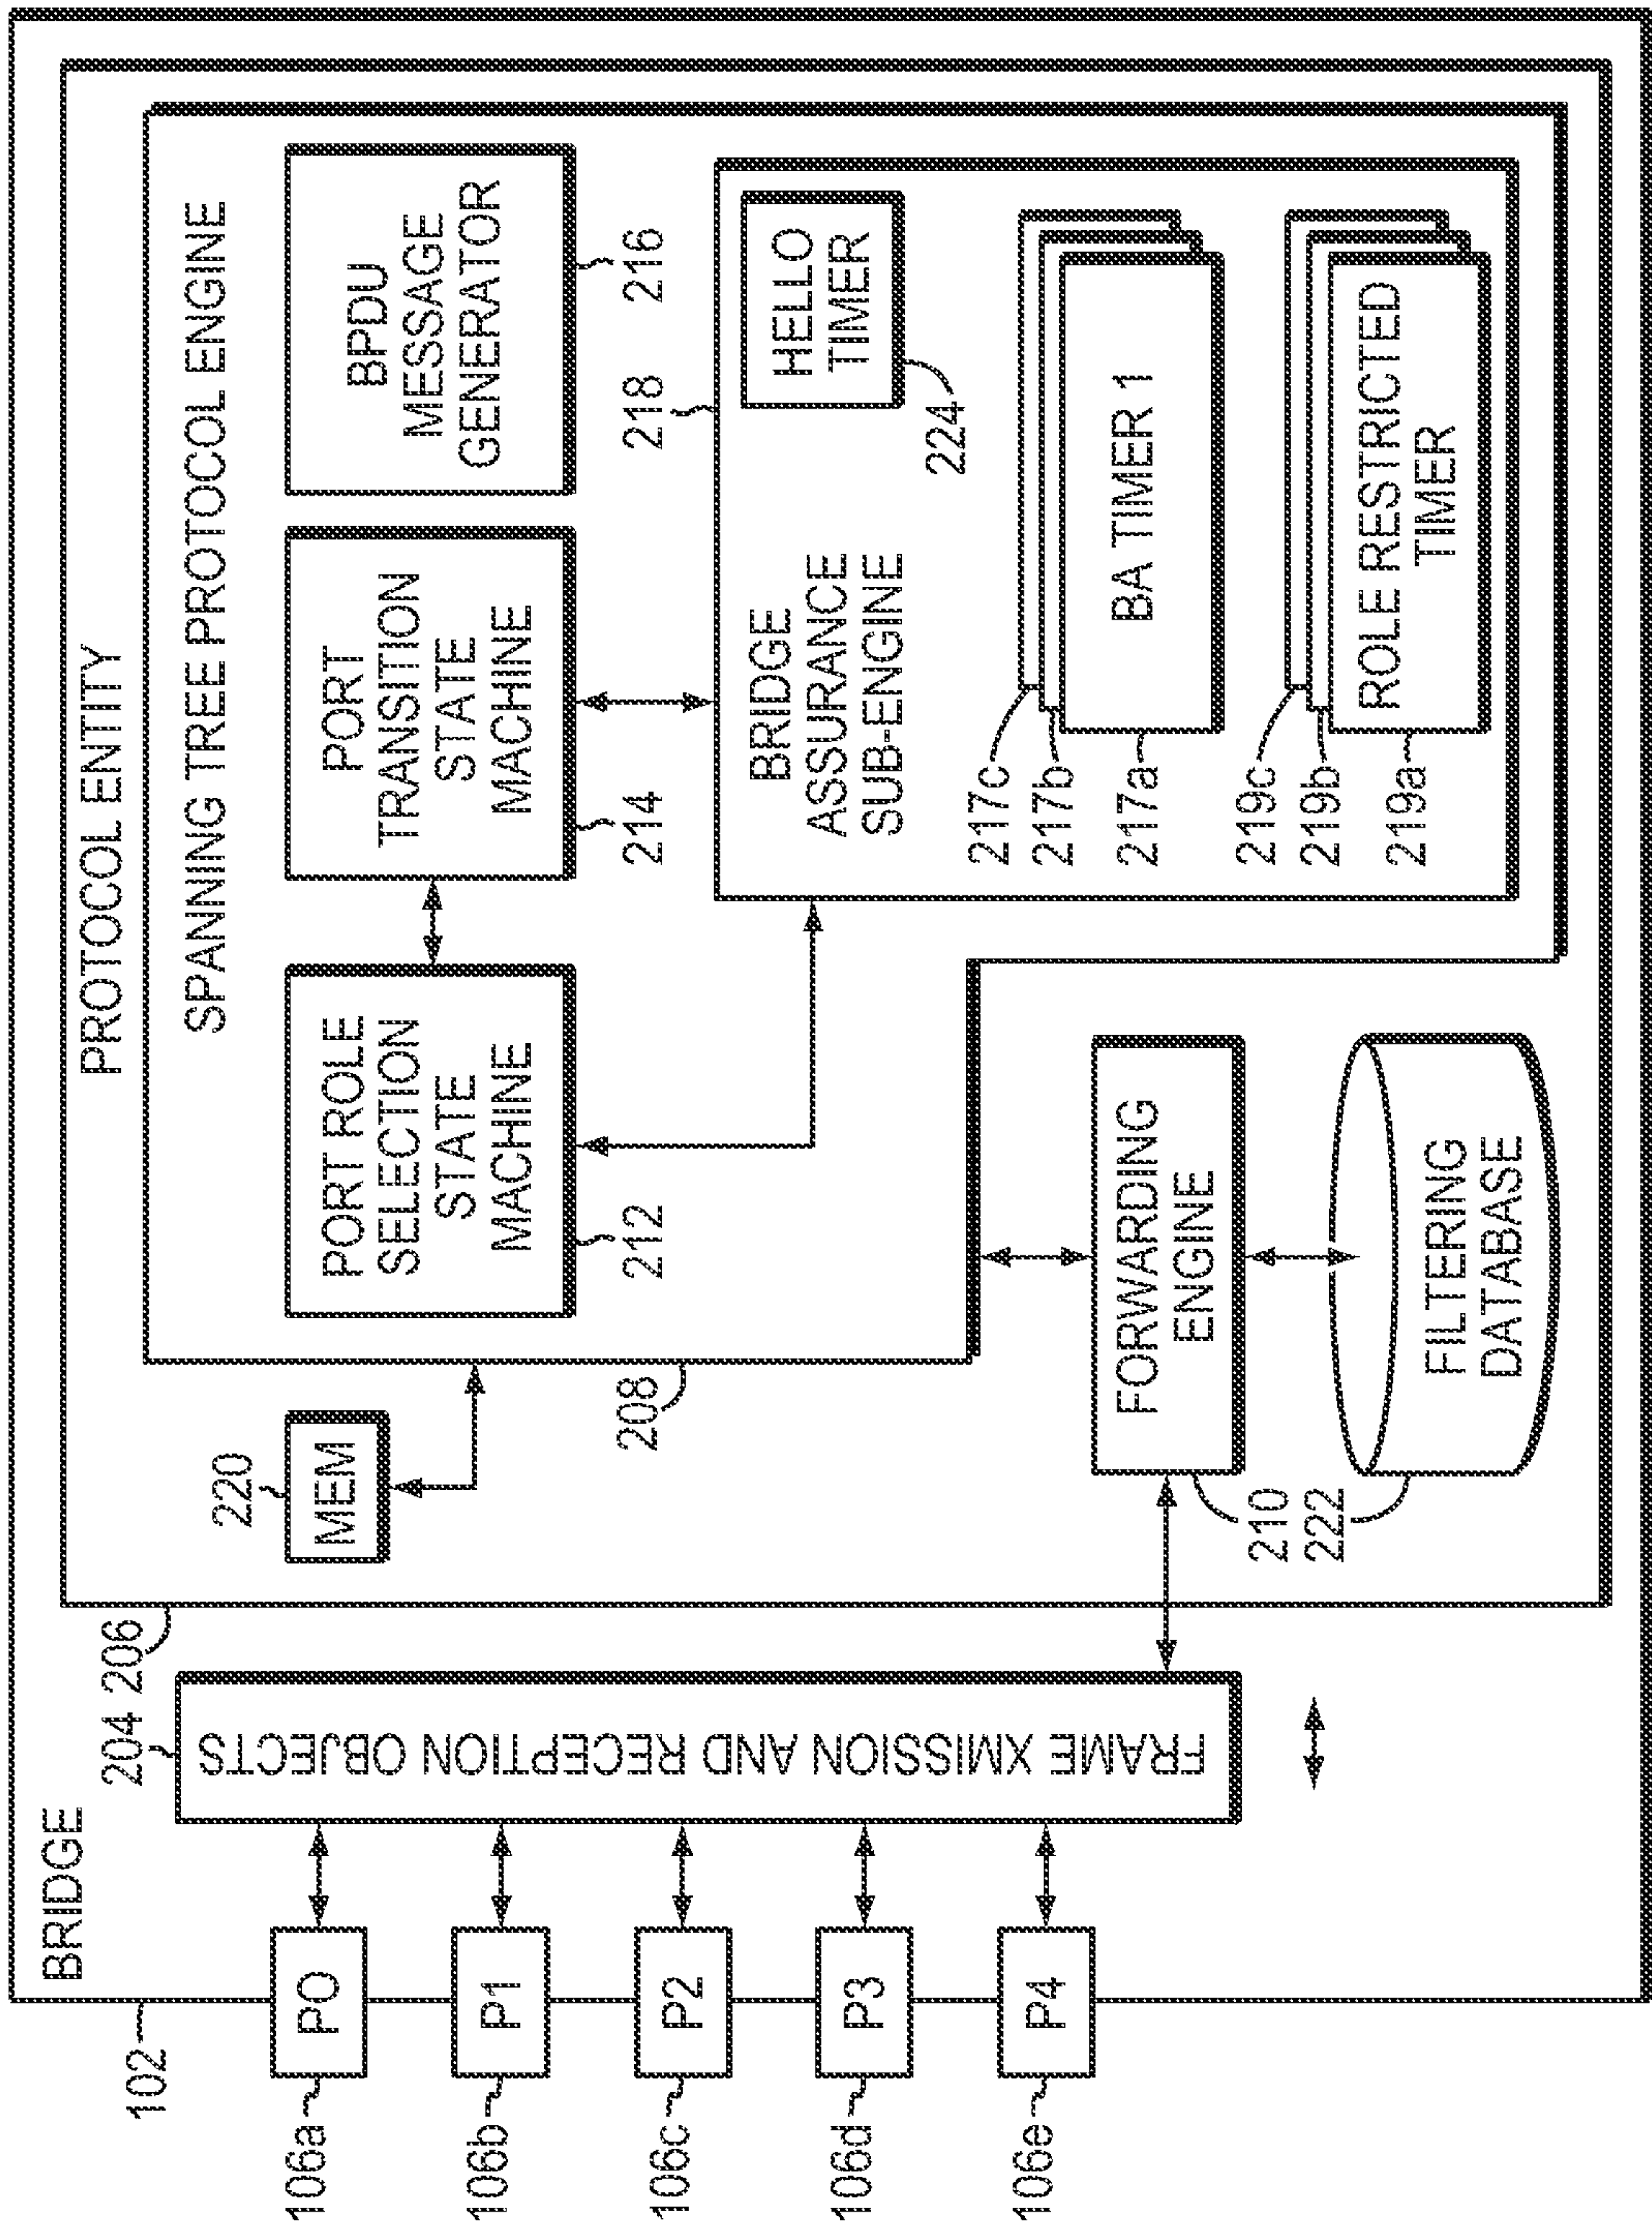 BRIDGE
102
106a
P0
106b
P1
106c
P2
106d
P3
106e
P4
204
FRAME XMISSION AND RECEPTION OBJECTS
206
PROTOCOL ENTITY
220
MEM
208
SPANNING TREE PROTOCOL ENGINE
PORT ROLE
SELECTION
STATE
MACHINE
212
PORT
TRANSITION
STATE
MACHINE
214
BPDU
MESSAGE
GENERATOR
216
218
BRIDGE
ASSURANCE
SUB-ENGINE
HELLO
TIMER
224
217c
217b
217a
BA TIMER 1
219c
219b
219a
ROLE RESTRICTED
TIMER
FORWARDING
ENGINE
210
222
FILTERING
DATABASE